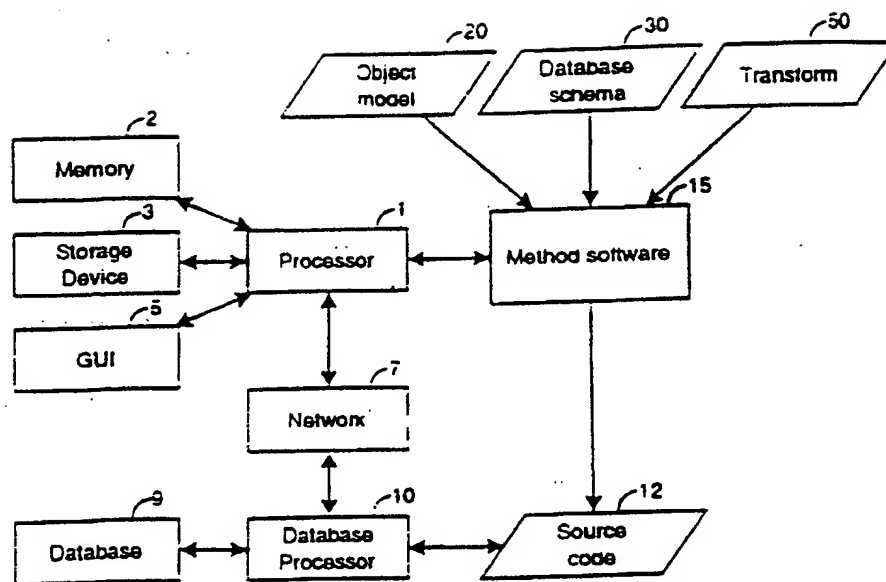 20
30
50
Object
model
Database
schema
Transform
2
Memory
3
Storage
Device
5
GUI
1
Processor
15
Method software
7
Network
9
Database
10
Database
Processor
12
Source
code